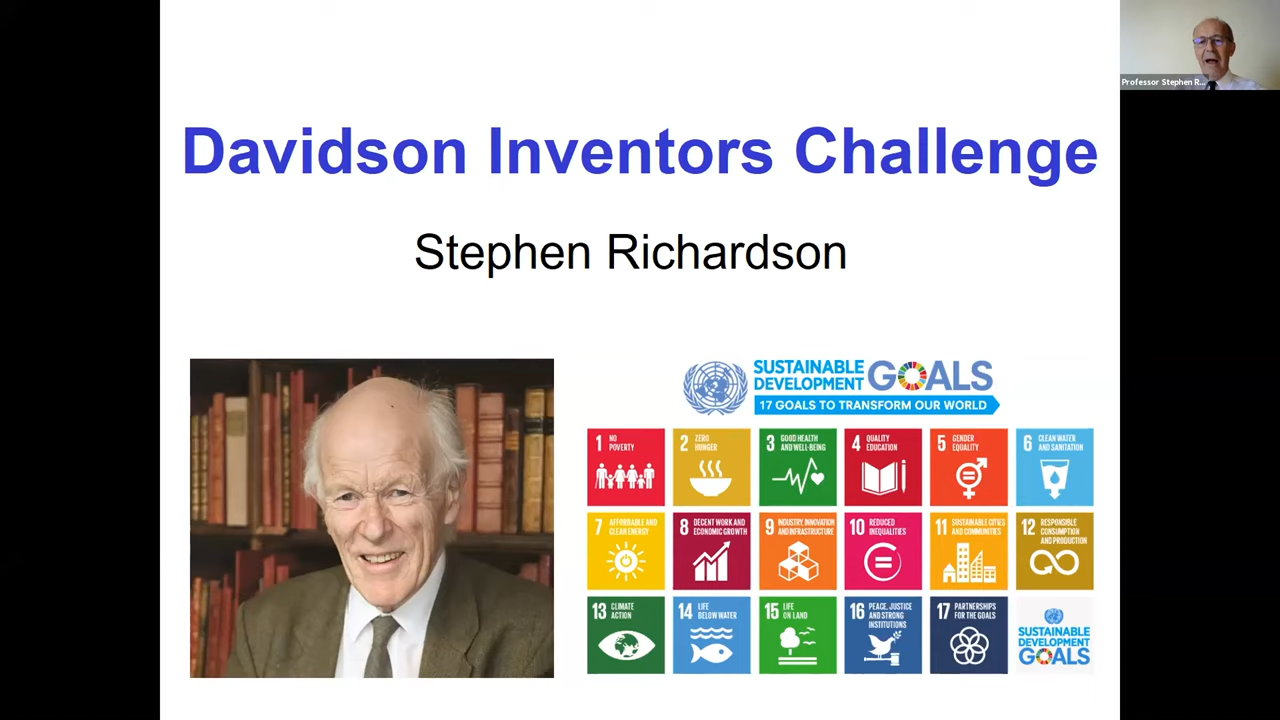 Professor Stephen R...
Davidson Inventors Challenge
Stephen Richardson
SUSTAINABLE
DEVELOPMENT GOALS
17 GOALS TO TRANSFORM OUR WORLD
1 NO
POVERTY
2 ZERO
HUNGER
3 GOOD HEALTH
AND WELL-BEING
4 QUALITY
EDUCATION
5 GENDER
EQUALITY
6 CLEAN WATER
AND SANITATION
7 AFFORDABLE AND
CLEAN ENERGY
8 DECENT WORK AND
ECONOMIC GROWTH
9 INDUSTRY, INNOVATION
AND INFRASTRUCTURE
10 REDUCED
INEQUALITIES
11 SUSTAINABLE CITIES
AND COMMUNITIES
12 RESPONSIBLE
CONSUMPTION
AND PRODUCTION
13 CLIMATE
ACTION
14 LIFE
BELOW WATER
15 LIFE
ON LAND
16 PEACE, JUSTICE
AND STRONG
INSTITUTIONS
17 PARTNERSHIPS
FOR THE GOALS
SUSTAINABLE
DEVELOPMENT
GOALS